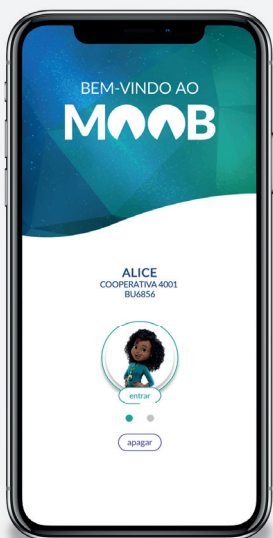 BEM-VINDO AO
MOOB
ALICE
COOPERATIVA 4001
BU6856
entrar
apagar